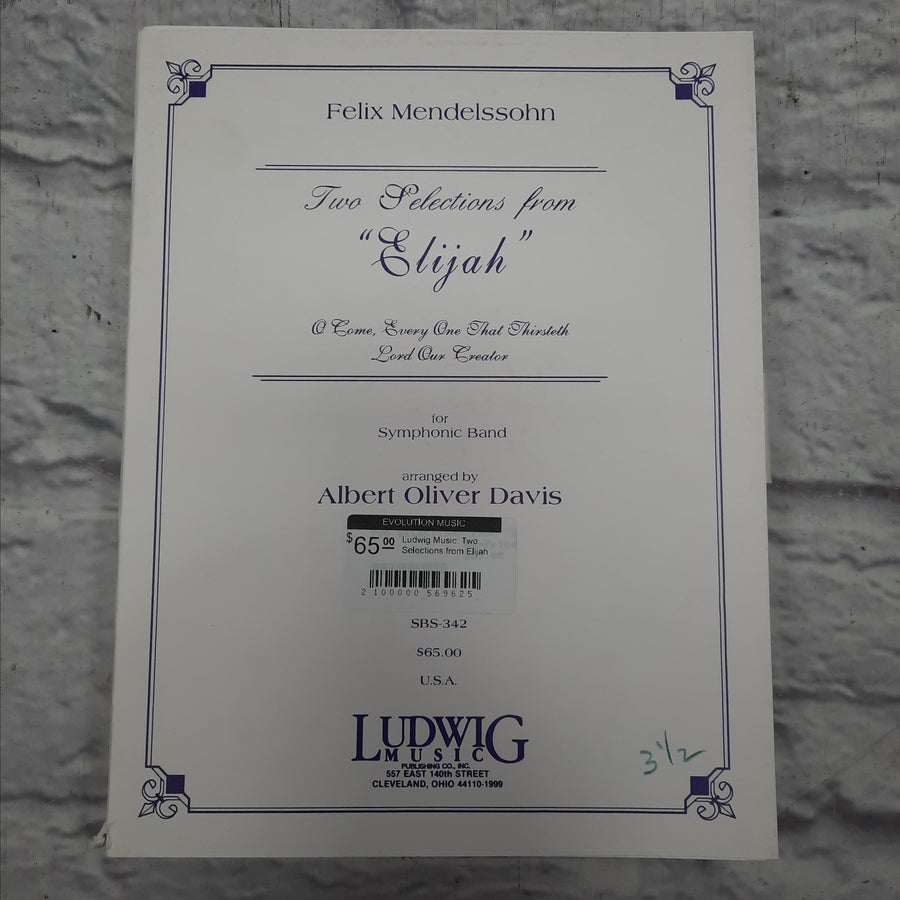 Felix Mendelssohn
Two Selections from
"Elijah"
O Come, Every One That Thirsteth
Lord Our Creator
for
Symphonic Band
arranged by
Albert Oliver Davis
EVOLUTION MUSIC
$65.00 Ludwig Music: Two
Selections from Elijah
2 100000 569625
SBS-342
$65.00
U.S.A.
LUDWIG
MUSIC
PUBLISHING CO., INC.
557 EAST 140th STREET
CLEVELAND, OHIO 44110-1999
3 1/2